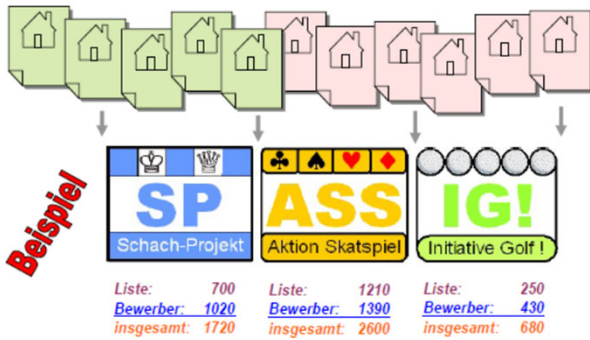 Beispiel
SP
Schach-Projekt
ASS
Aktion Skatspiel
IG!
Initiative Golf !
Liste: 700
Bewerber: 1020
insgesamt: 1720
Liste: 1210
Bewerber: 1390
insgesamt: 2600
Liste: 250
Bewerber: 430
insgesamt: 680